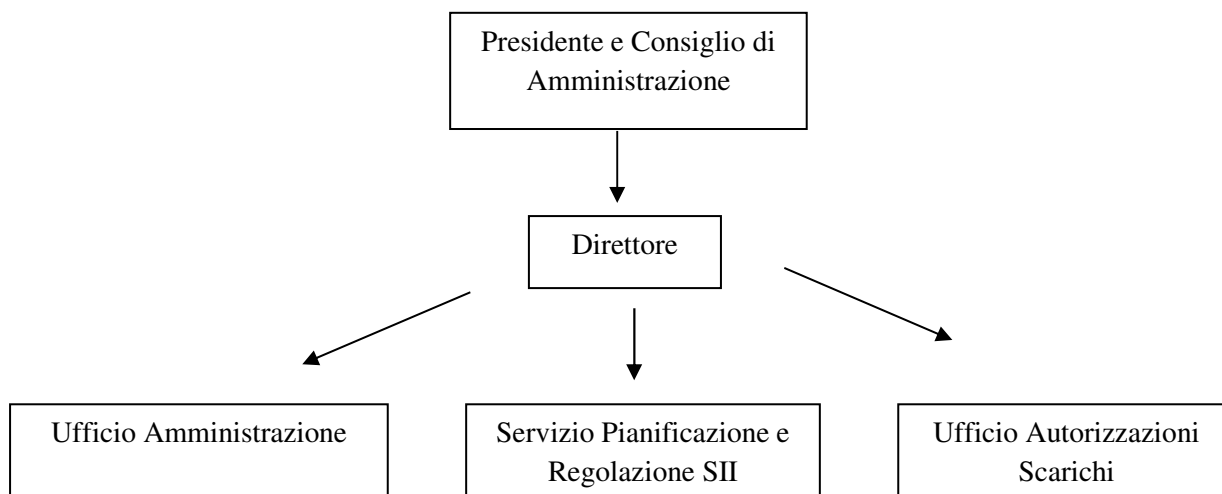 Presidente e Consiglio di
Amministrazione
Direttore
Ufficio Amministrazione
Servizio Pianificazione e
Regolazione SII
Ufficio Autorizzazioni
Scarichi